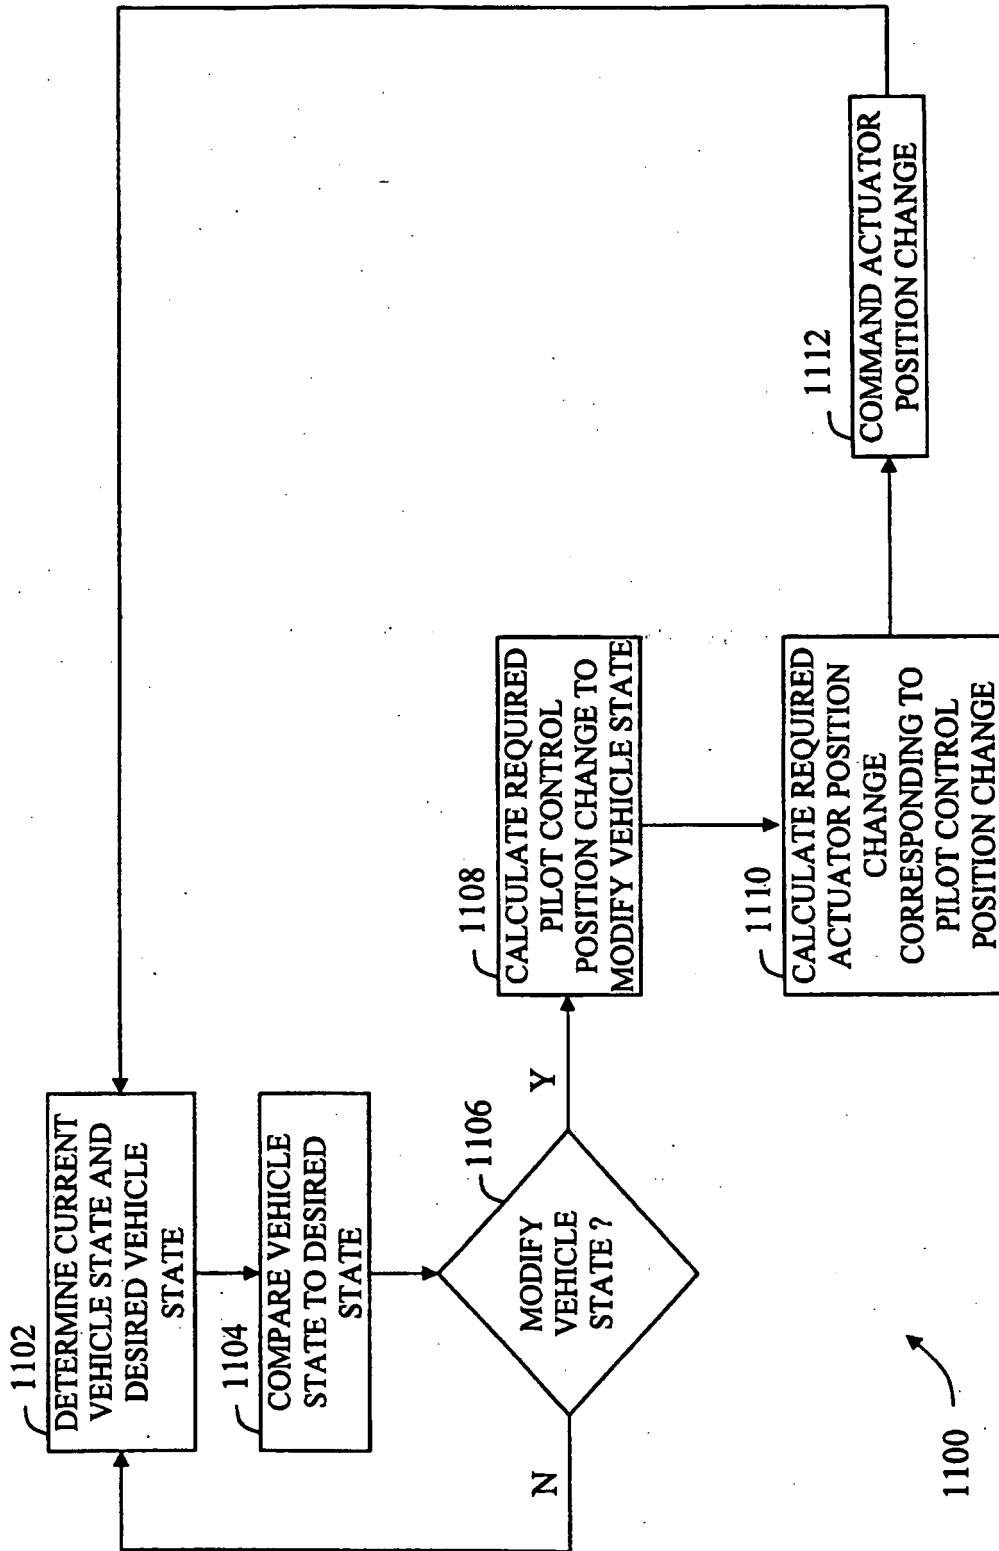 1102
DETERMINE CURRENT
VEHICLE STATE AND
DESIRED VEHICLE
STATE
1104
COMPARE VEHICLE
STATE TO DESIRED
STATE
1106
MODIFY
VEHICLE
STATE ?
N
Y
1108
CALCULATE REQUIRED
PILOT CONTROL
POSITION CHANGE TO
MODIFY VEHICLE STATE
1110
CALCULATE REQUIRED
ACTUATOR POSITION
CHANGE
CORRESPONDING TO
PILOT CONTROL
POSITION CHANGE
1112
COMMAND ACTUATOR
POSITION CHANGE
1100